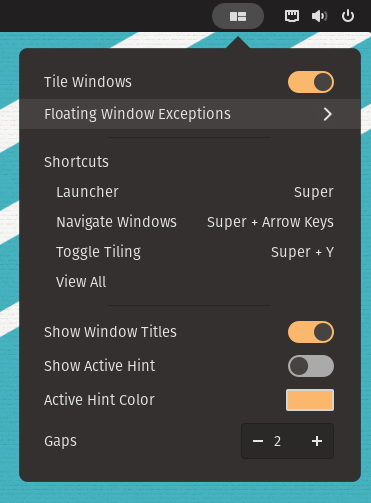 Tile Windows
Floating Window Exceptions
Shortcuts
Launcher Super
Navigate Windows Super + Arrow Keys
Toggle Tiling Super + Y
View All
Show Window Titles
Show Active Hint
Active Hint Color
Gaps − 2 +